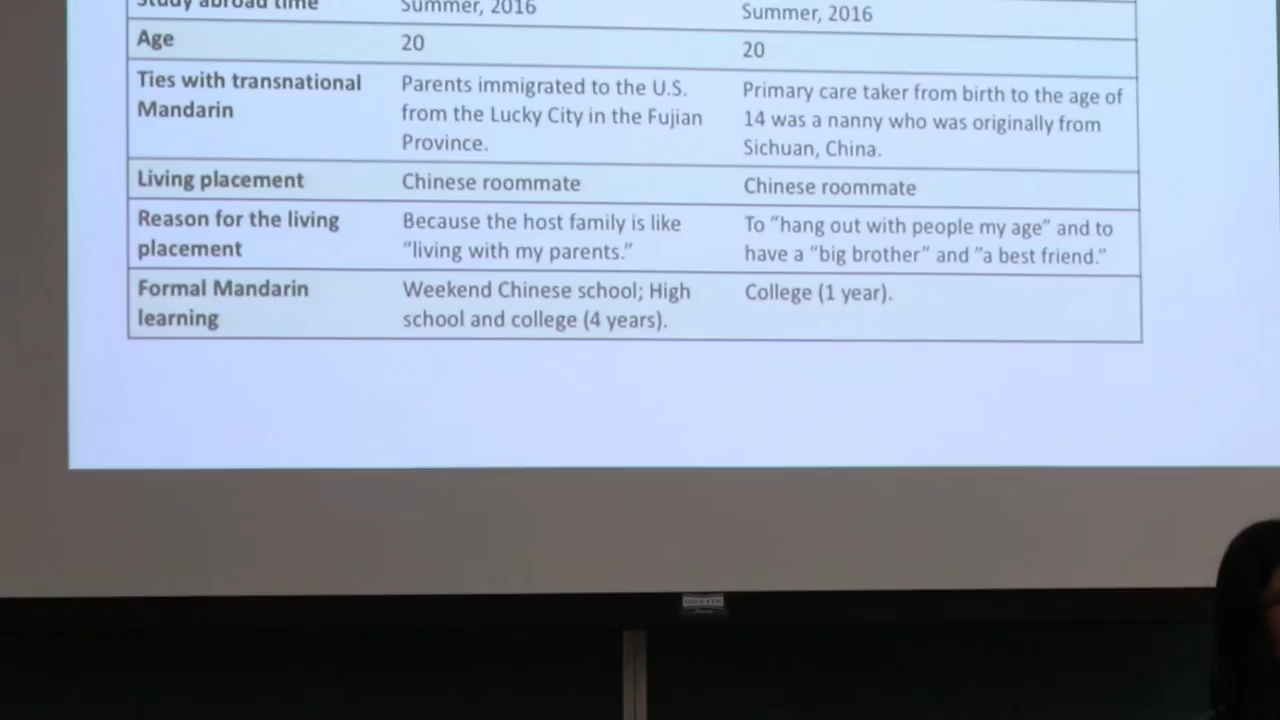 Study abroad time Summer, 2016 Summer, 2016
Age 20 20
Ties with transnational
Mandarin
Parents immigrated to the U.S.
from the Lucky City in the Fujian
Province.
Primary care taker from birth to the age of
14 was a nanny who was originally from
Sichuan, China.
Living placement Chinese roommate Chinese roommate
Reason for the living
placement
Because the host family is like
“living with my parents.”
To “hang out with people my age” and to
have a “big brother” and “a best friend.”
Formal Mandarin
learning
Weekend Chinese school; High
school and college (4 years).
College (1 year).